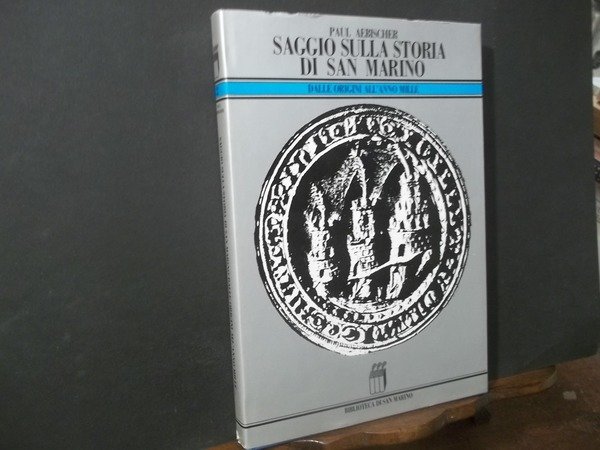 PAUL AEBISCHER
SAGGIO SULLA STORIA
DI SAN MARINO
DALLE ORIGINI ALL'ANNO MILLE
BIBLIOTECA DI SAN MARINO